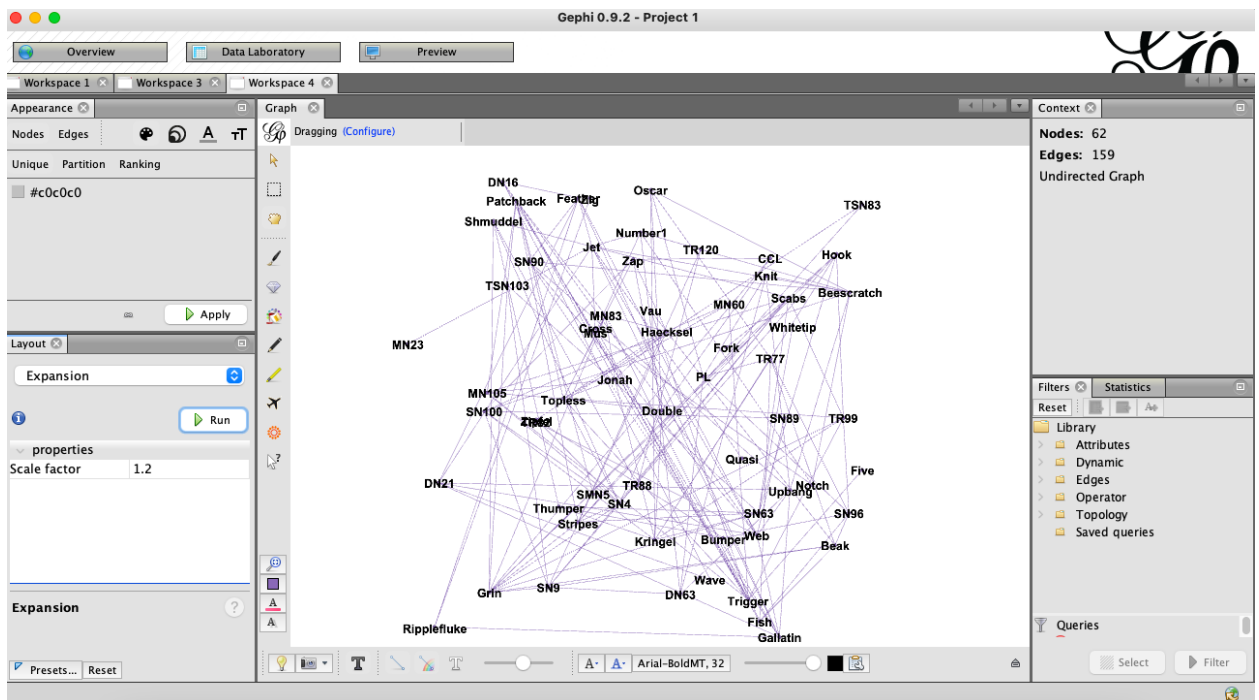 Gephi 0.9.2 - Project 1
Overview Data Laboratory Preview
Workspace 1 Workspace 3 Workspace 4
Appearance Graph Context
Nodes Edges A TT Dragging (Configure) Nodes: 62
Edges: 159
Unique Partition Ranking Undirected Graph
#c0c0c0
Apply
Layout
Expansion
Run
properties
Scale factor 1.2
Expansion
?
Presets... Reset
DN16
Patchback Feather Zig Oscar
TSN83
Shmuddel
Number1
Jet TR120
SN90 Zap CCL Hook
Knit
TSN103 Beescratch
MN60 Scabs
MN83 Vau
Cross Haecksel Whitetip
Mus
MN23 Fork
TR77
Jonah PL
MN105 Topless
SN100 Double SN89 TR99
Quasi
Five
DN21 TR88 Notch
SMN5 Upbang
SN4
Thumper SN63 SN96
Stripes
Kringel Bumper Web Beak
Wave
Grin SN9 DN63
Trigger
Fish
Ripplefluke Gallatin
A A
T T A- A- Arial-BoldMT, 32
Filters Statistics
Reset
Library
Attributes
Dynamic
Edges
Operator
Topology
Saved queries
Queries
Select Filter